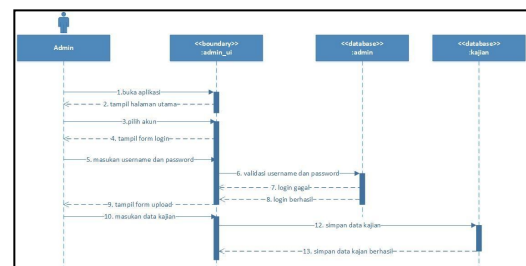 Admin
<<boundary>>
:admin_ui
<<database>>
:admin
<<database>>
:kajian
1.buka aplikasi
2. tampil halaman utama
3.pilih akun
4. tampil form login
5. masukan username dan password
6. validasi username dan password
7. login gagal
8. login berhasil
9. tampil form upload
10. masukan data kajian
12. simpan data kajian
13. simpan data kajan berhasil